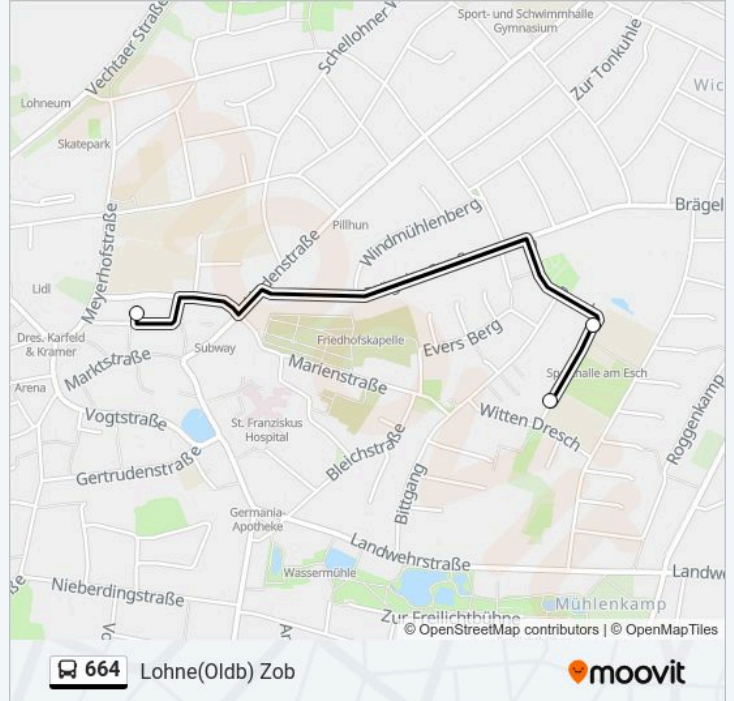 Vechtaer Straße
Schellohner
Sport- und Schwimmhalle
Gymnasium
Zur Tonkuhle
Wic
Lohneum
Skatepark
Brägel
Pillhun
Windmühlenberg
Meyerhofstraße
denstraße
Lidl
Dres. Karfeld
& Kramer
Marktstraße
Subway
Friedhofskapelle
Evers Berg
Marienstraße
halle am Esch
Arena
Vogtstraße
Witten Dresch
Roggenkamp
St. Franziskus
Hospital
Bleichstraße
Gertrudenstraße
Bittgang
Germania-
Apotheke
Landwehrstraße
Wassermühle
Landw
Nieberdingstraße
Mühlenkamp
Zur Freilichtbühne
© OpenStreetMap contributors | © OpenMapTiles
664 Lohne(Oldb) Zob
moovit